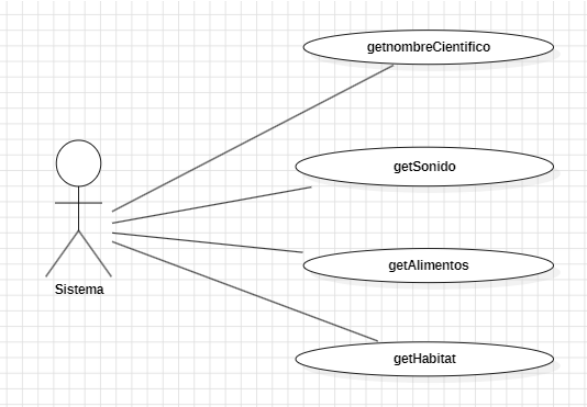 getnombreCientifico
getSonido
getAlimentos
Sistema
getHabitat